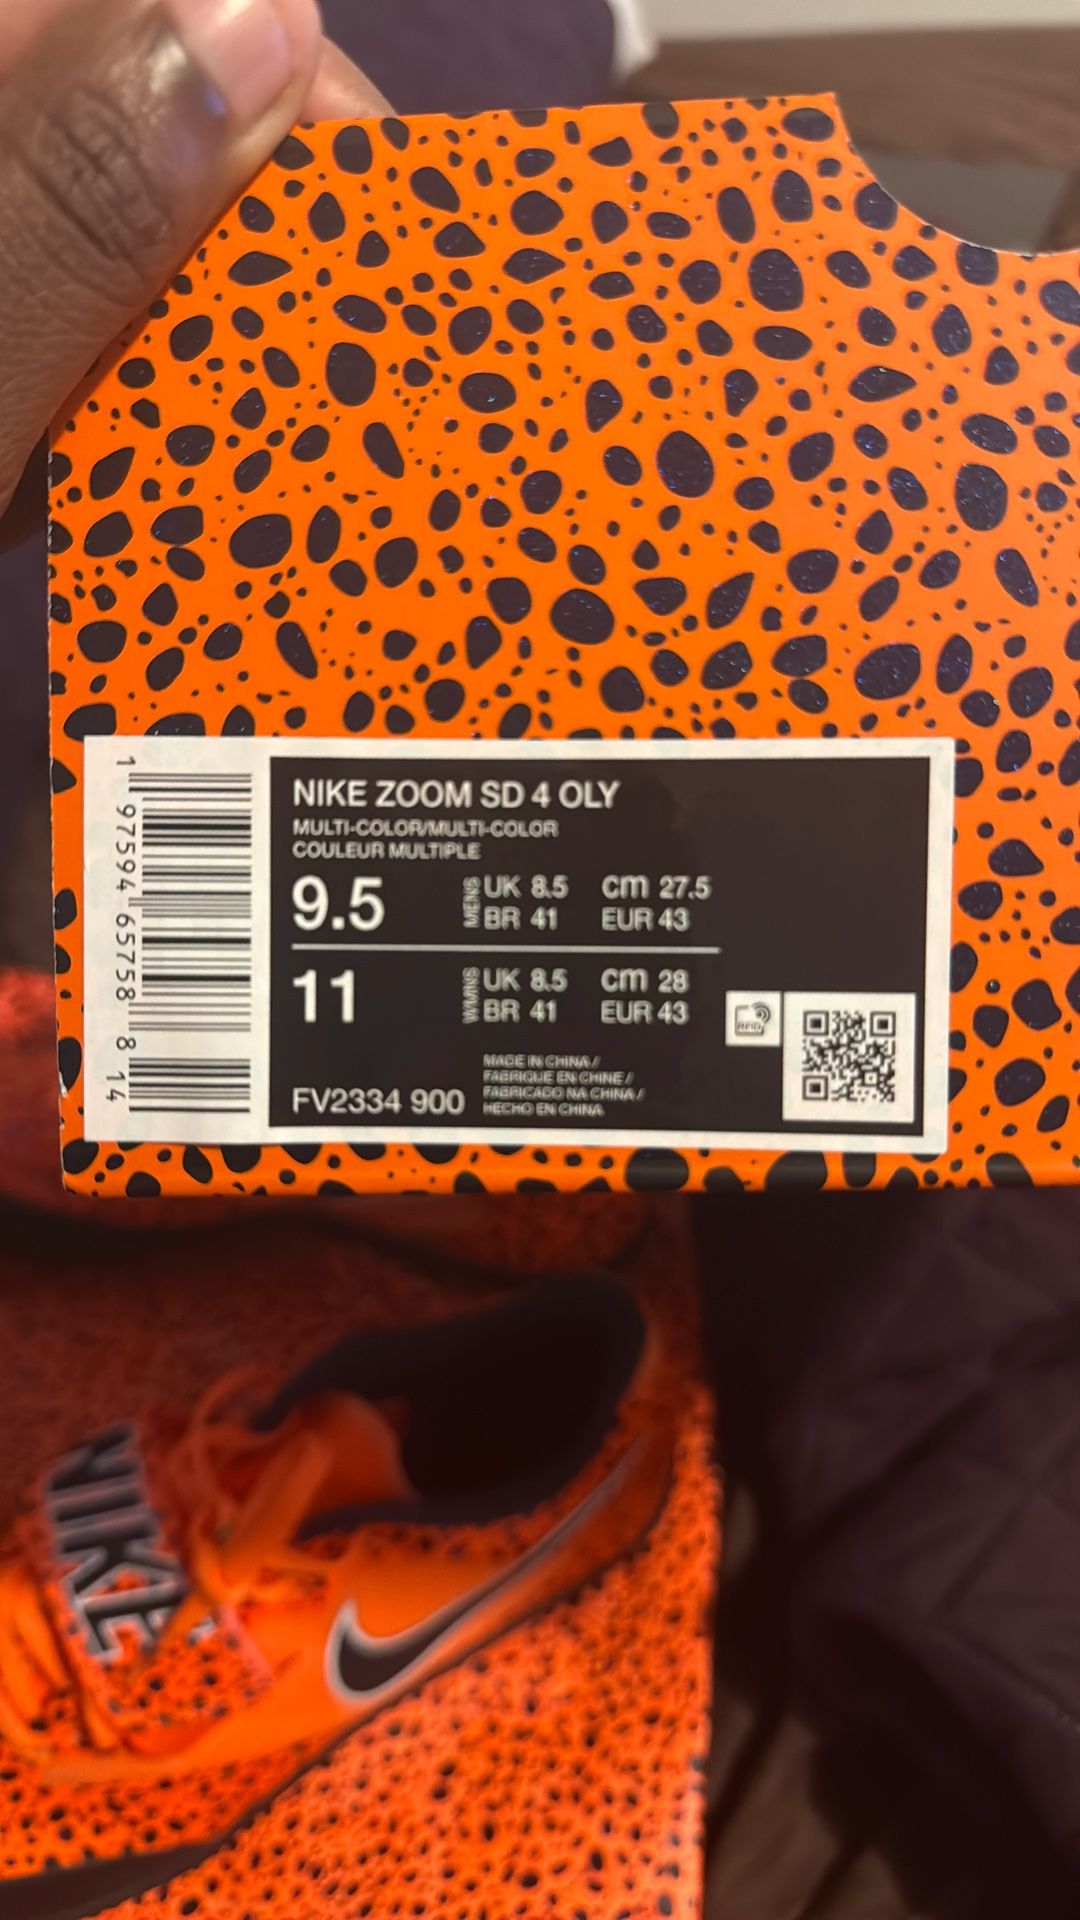 NIKE ZOOM SD 4 OLY
MULTI-COLOR/MULTI-COLOR
COULEUR MULTIPLE
9.5 MENS UK 8.5 cm 27.5
BR 41 EUR 43
11 W/MNS UK 8.5 cm 28
BR 41 EUR 43
RFID
FV2334 900
MADE IN CHINA /
FABRIQUE EN CHINE /
FABRICADO NA CHINA /
HECHO EN CHINA
1 97594 65758 8 14
NIKE